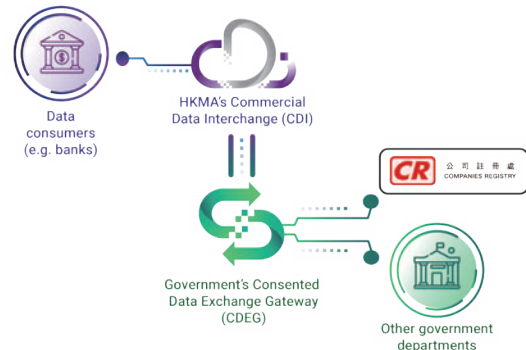 HKMA's Commercial
Data Interchange (CDI)
Data
consumers
(e.g. banks)
CR
公司註冊處
COMPANIES REGISTRY
Government's Consented
Data Exchange Gateway
(CDEG)
Other government
departments